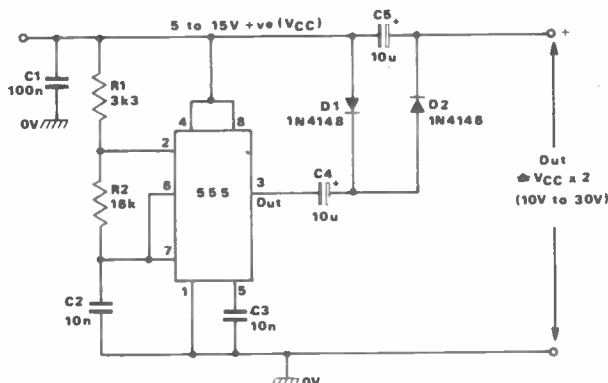 5 to 15V +ve (VCC)
C5 +
10u
+
C1
100n
0V
R1
3k3
4
8
D1
1N4148
D2
1N4148
2
R2
18k
6
555
3
Out
C4 +
10u
Out
≏ VCC x 2
(10V to 30V)
7
C2
10n
1
5
C3
10n
0V